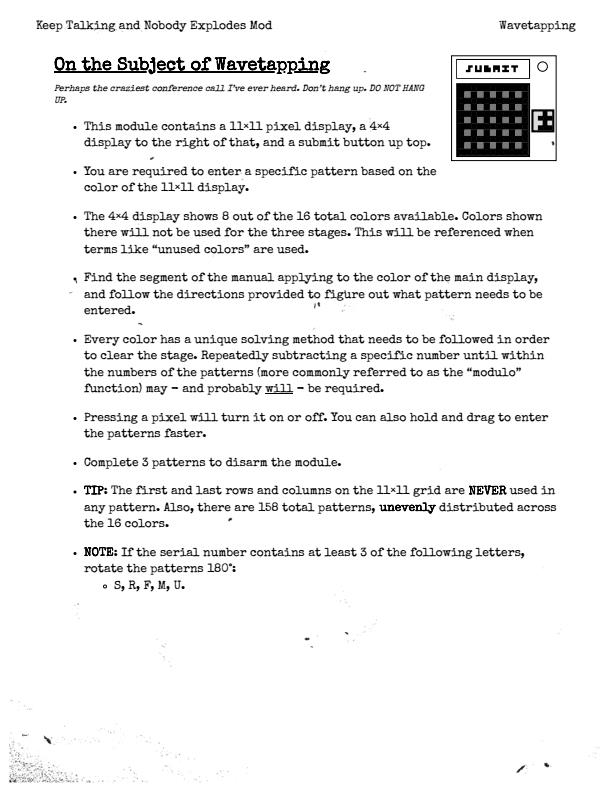 Keep Talking and Nobody Explodes Mod
Wavetapping
On the Subject of Wavetapping
SUBMIT
Perhaps the craziest conference call I've ever heard. Don't hang up. DO NOT HANG
UP.
• This module contains a 11×11 pixel display, a 4×4
display to the right of that, and a submit button up top.
• You are required to enter a specific pattern based on the
color of the 11×11 display.
• The 4×4 display shows 8 out of the 16 total colors available. Colors shown
there will not be used for the three stages. This will be referenced when
terms like “unused colors” are used.
• Find the segment of the manual applying to the color of the main display,
and follow the directions provided to figure out what pattern needs to be
entered.
• Every color has a unique solving method that needs to be followed in order
to clear the stage. Repeatedly subtracting a specific number until within
the numbers of the patterns (more commonly referred to as the “modulo”
function) may – and probably will – be required.
• Pressing a pixel will turn it on or off. You can also hold and drag to enter
the patterns faster.
• Complete 3 patterns to disarm the module.
• TIP: The first and last rows and columns on the 11×11 grid are NEVER used in
any pattern. Also, there are 158 total patterns, unevenly distributed across
the 16 colors.
• NOTE: If the serial number contains at least 3 of the following letters,
rotate the patterns 180°:
◦ S, R, F, M, U.